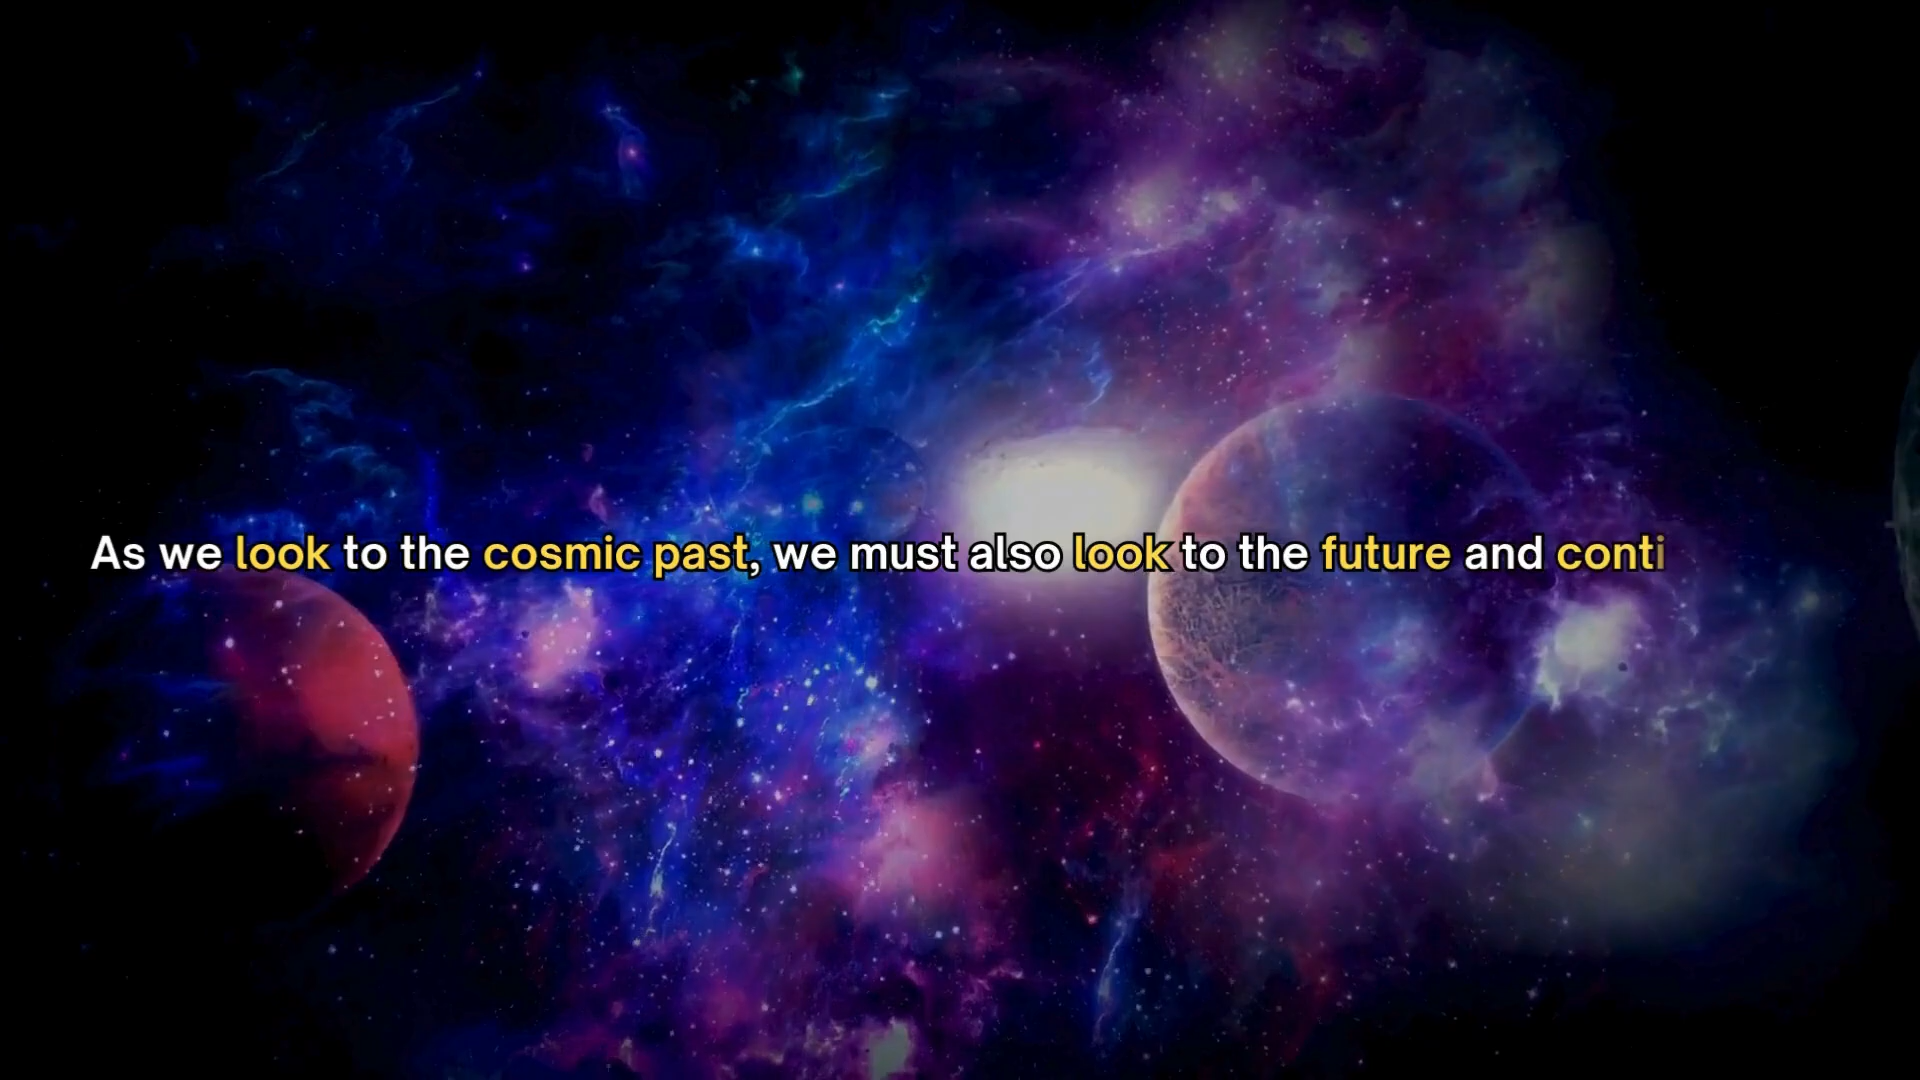 As we look to the cosmic past, we must also look to the future and conti